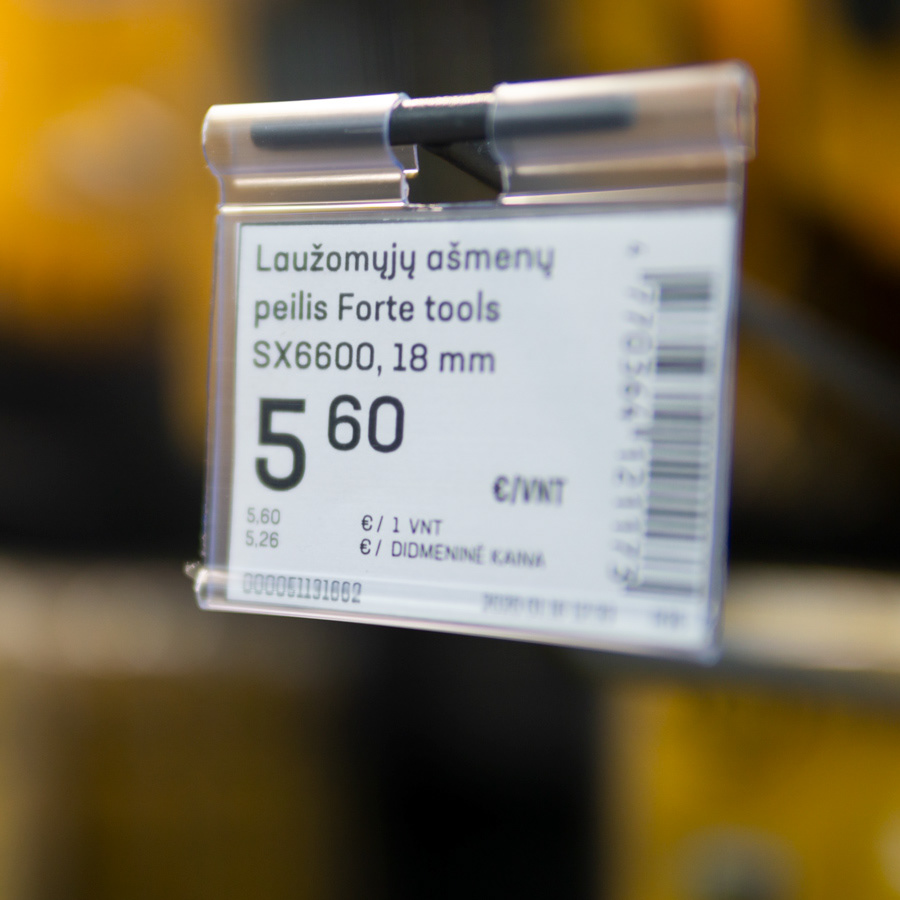 Laužomųjų ašmenų
peilis Forte tools
SX6600, 18 mm
5 60
€/VNT
5,60 €/ 1 VNT
5,26 €/ DIDMENINĖ KAINA
000051131662